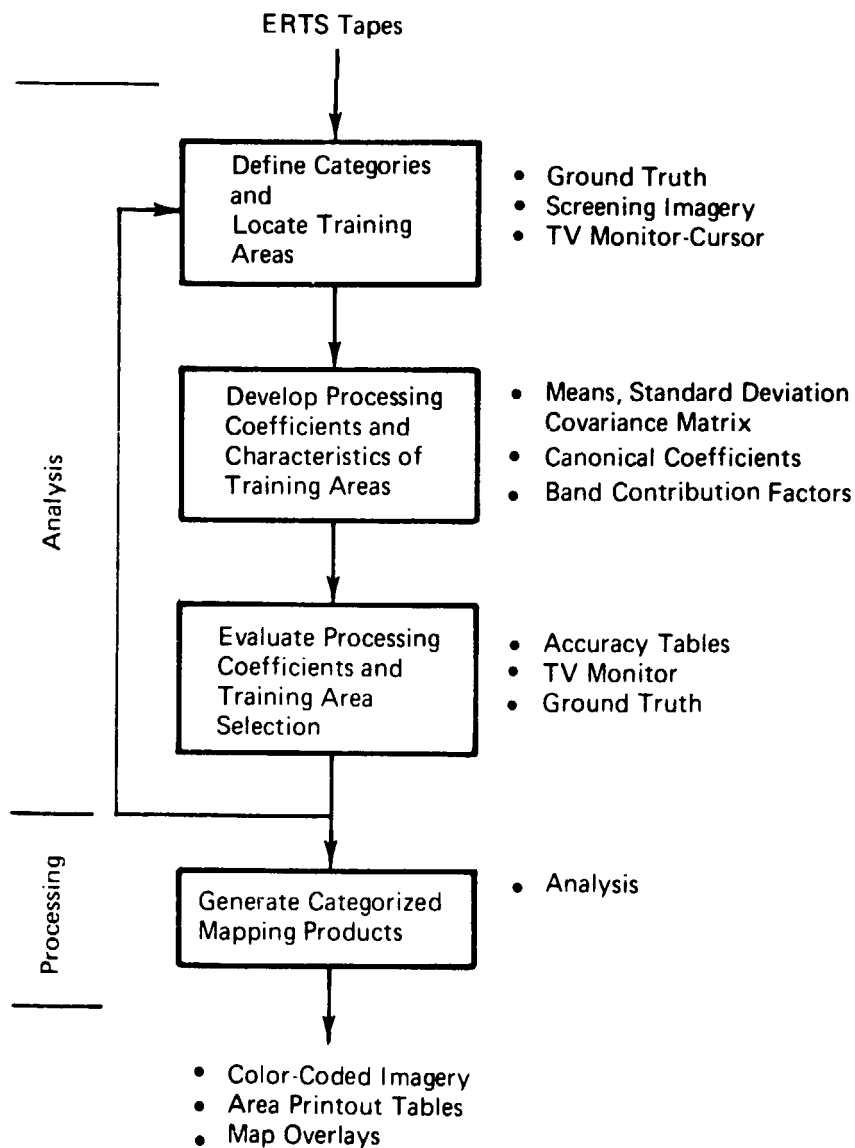 ERTS Tapes
Define Categories
and
Locate Training
Areas
• Ground Truth
• Screening Imagery
• TV Monitor-Cursor
Develop Processing
Coefficients and
Characteristics of
Training Areas
• Means, Standard Deviation
Covariance Matrix
• Canonical Coefficients
• Band Contribution Factors
Analysis
Evaluate Processing
Coefficients and
Training Area
Selection
• Accuracy Tables
• TV Monitor
• Ground Truth
Processing
Generate Categorized
Mapping Products
• Analysis
• Color-Coded Imagery
• Area Printout Tables
• Map Overlays